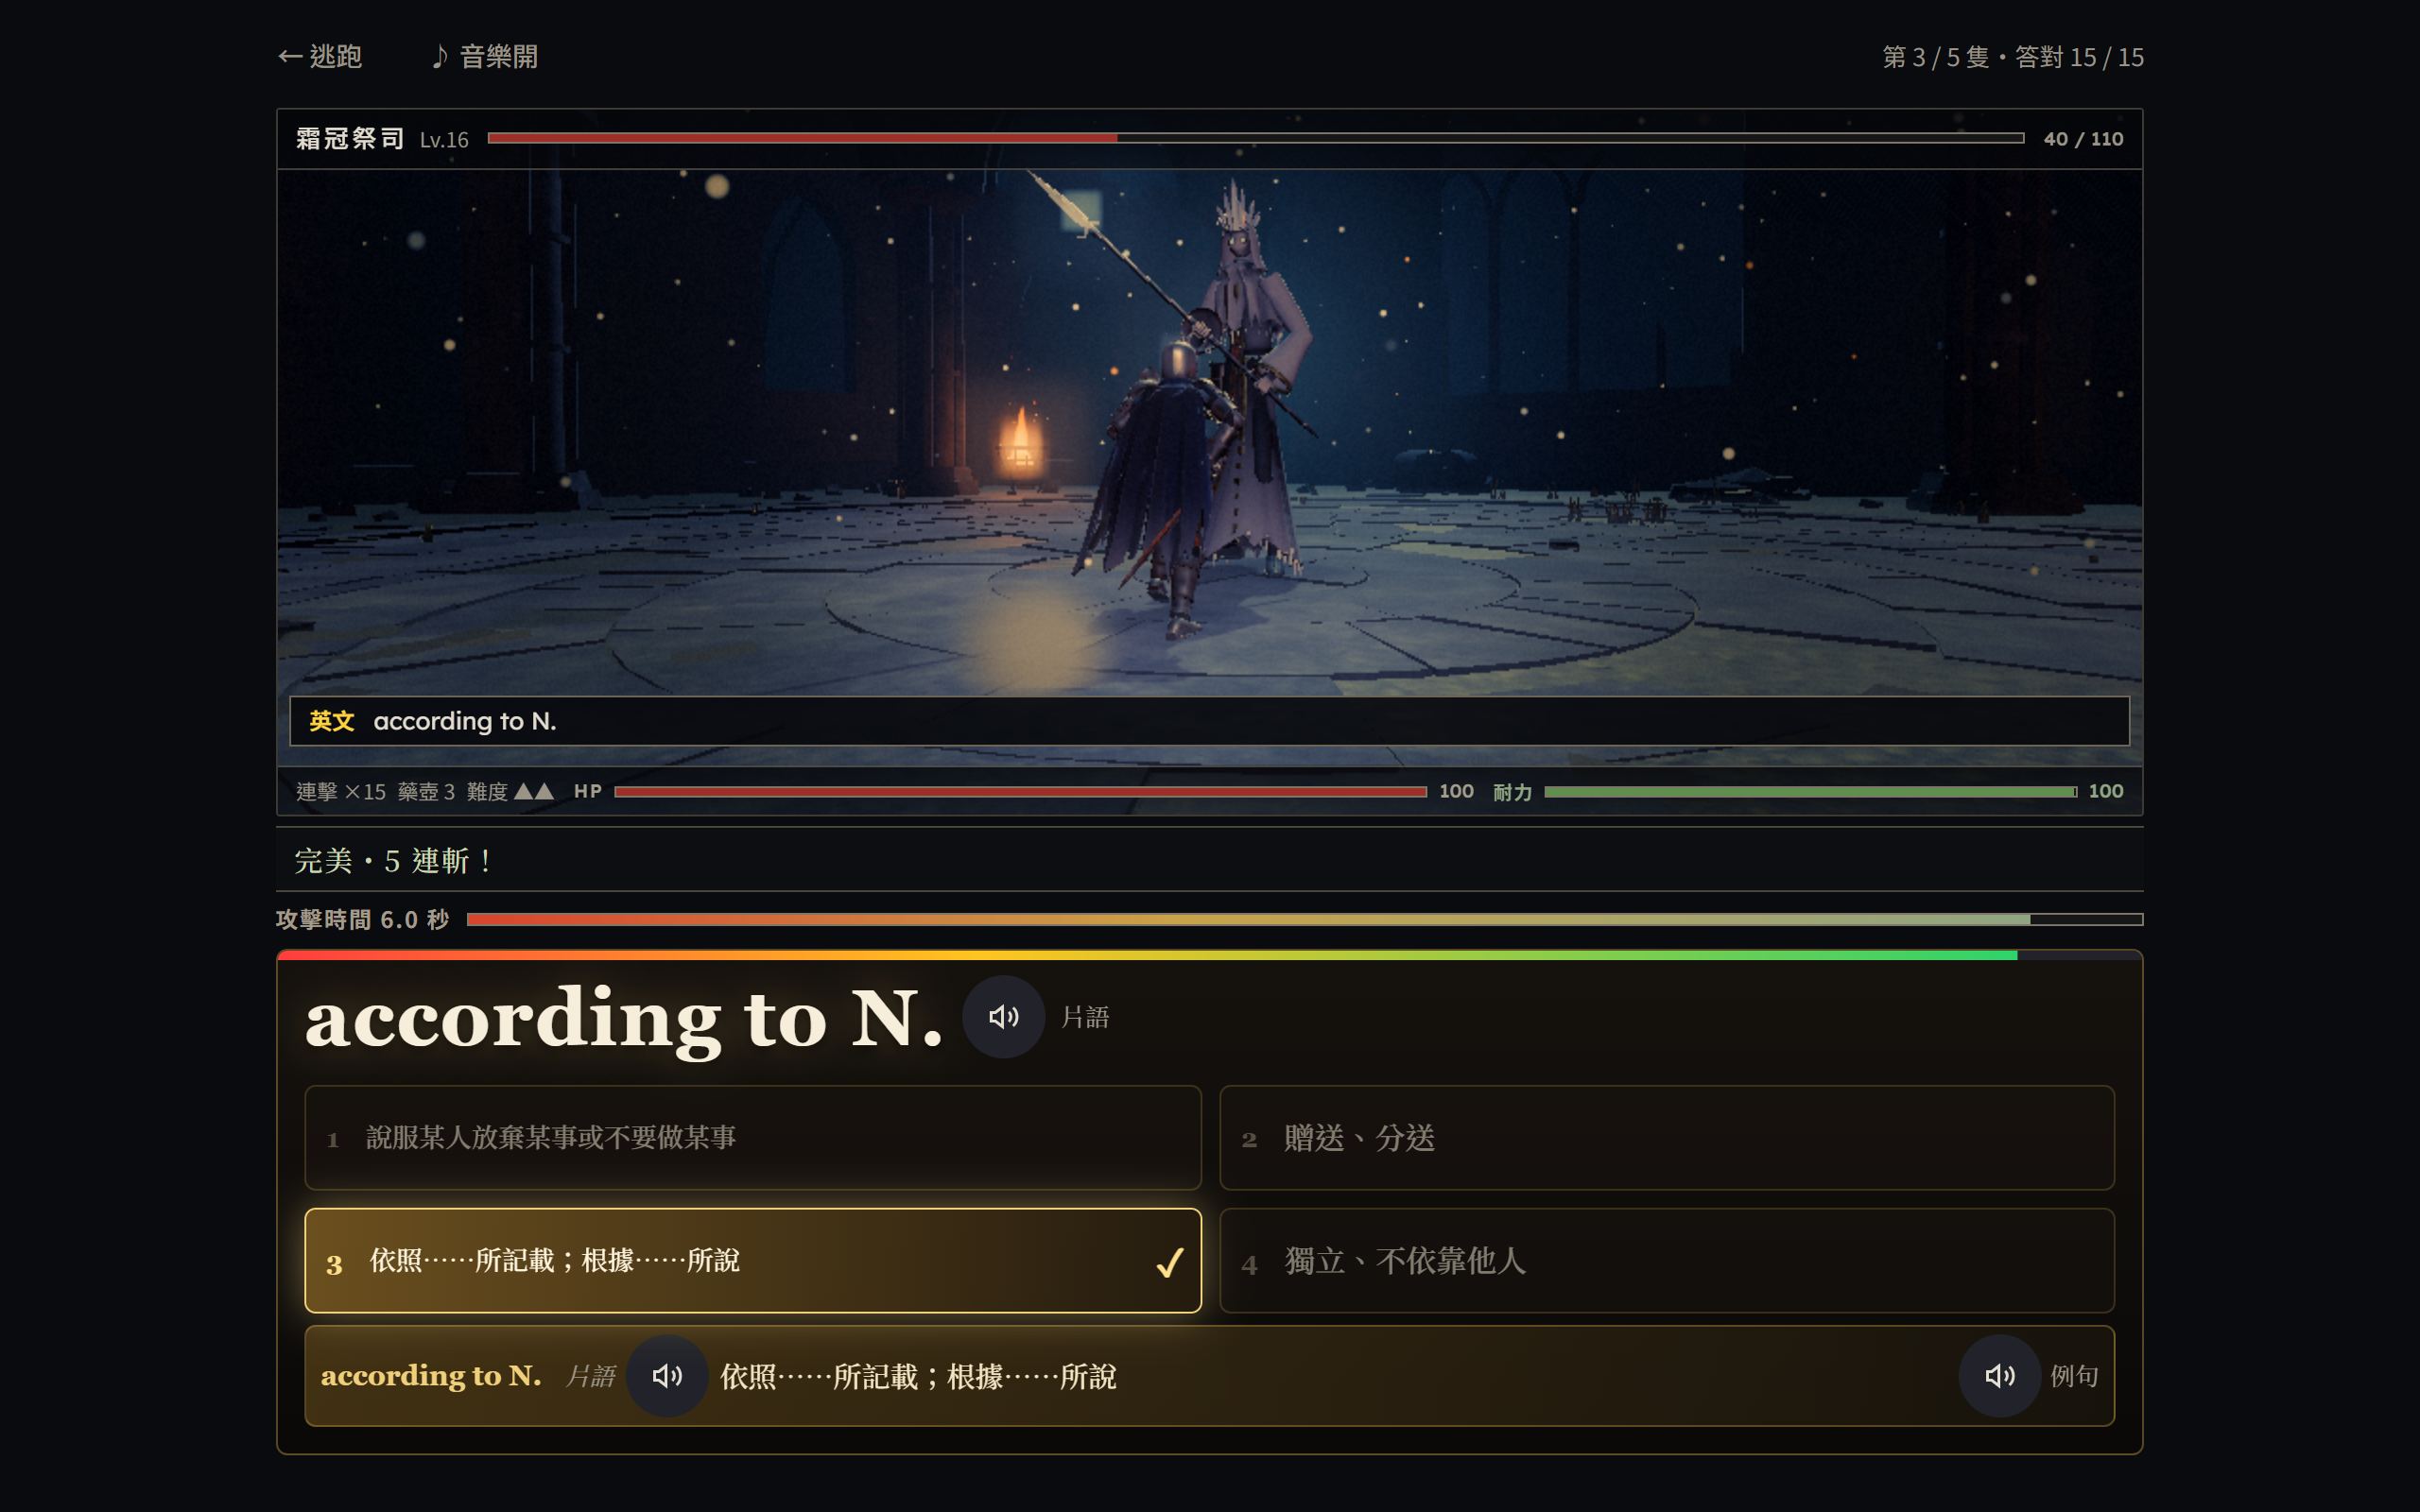 ← 逃跑 ♪ 音樂開 第 3 / 5 隻・答對 15 / 15
霜冠祭司 Lv.16 40 / 110
英文 according to N.
連擊 ×15 藥壺 3 難度 ▲▲ HP 100 耐力 100
完美・5 連斬！
攻擊時間 6.0 秒
according to N. 片語
1 說服某人放棄某事或不要做某事
2 贈送、分送
3 依照……所記載；根據……所說 ✓
4 獨立、不依靠他人
according to N. 片語 依照……所記載；根據……所說 例句